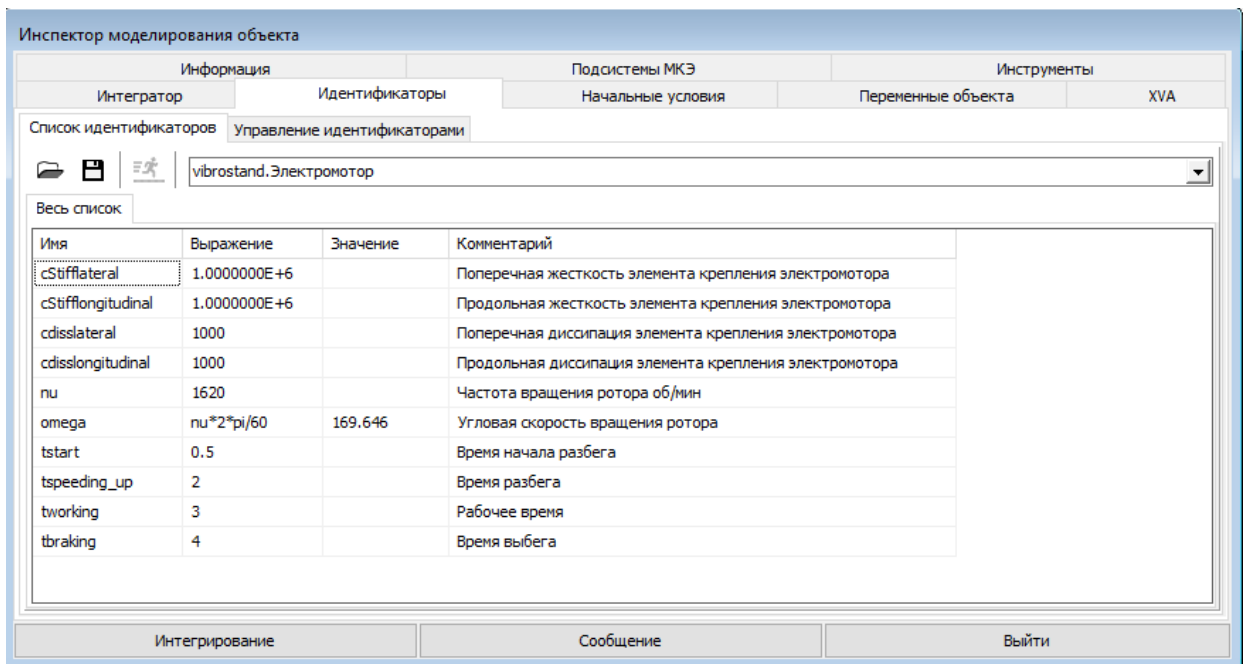 Инспектор моделирования объекта
Информация Подсистемы МКЭ Инструменты
Интегратор Идентификаторы Начальные условия Переменные объекта XVA
Список идентификаторов Управление идентификаторами
vibrostand.Электромотор
Весь список
Имя Выражение Значение Комментарий
cStifflateral 1.0000000E+6 Поперечная жесткость элемента крепления электромотора
cStifflongitudinal 1.0000000E+6 Продольная жесткость элемента крепления электромотора
cdisslateral 1000 Поперечная диссипация элемента крепления электромотора
cdisslongitudinal 1000 Продольная диссипация элемента крепления электромотора
nu 1620 Частота вращения ротора об/мин
omega nu*2*pi/60 169.646 Угловая скорость вращения ротора
tstart 0.5 Время начала разбега
tspeeding_up 2 Время разбега
tworking 3 Рабочее время
tbraking 4 Время выбега
Интегрирование Сообщение Выйти